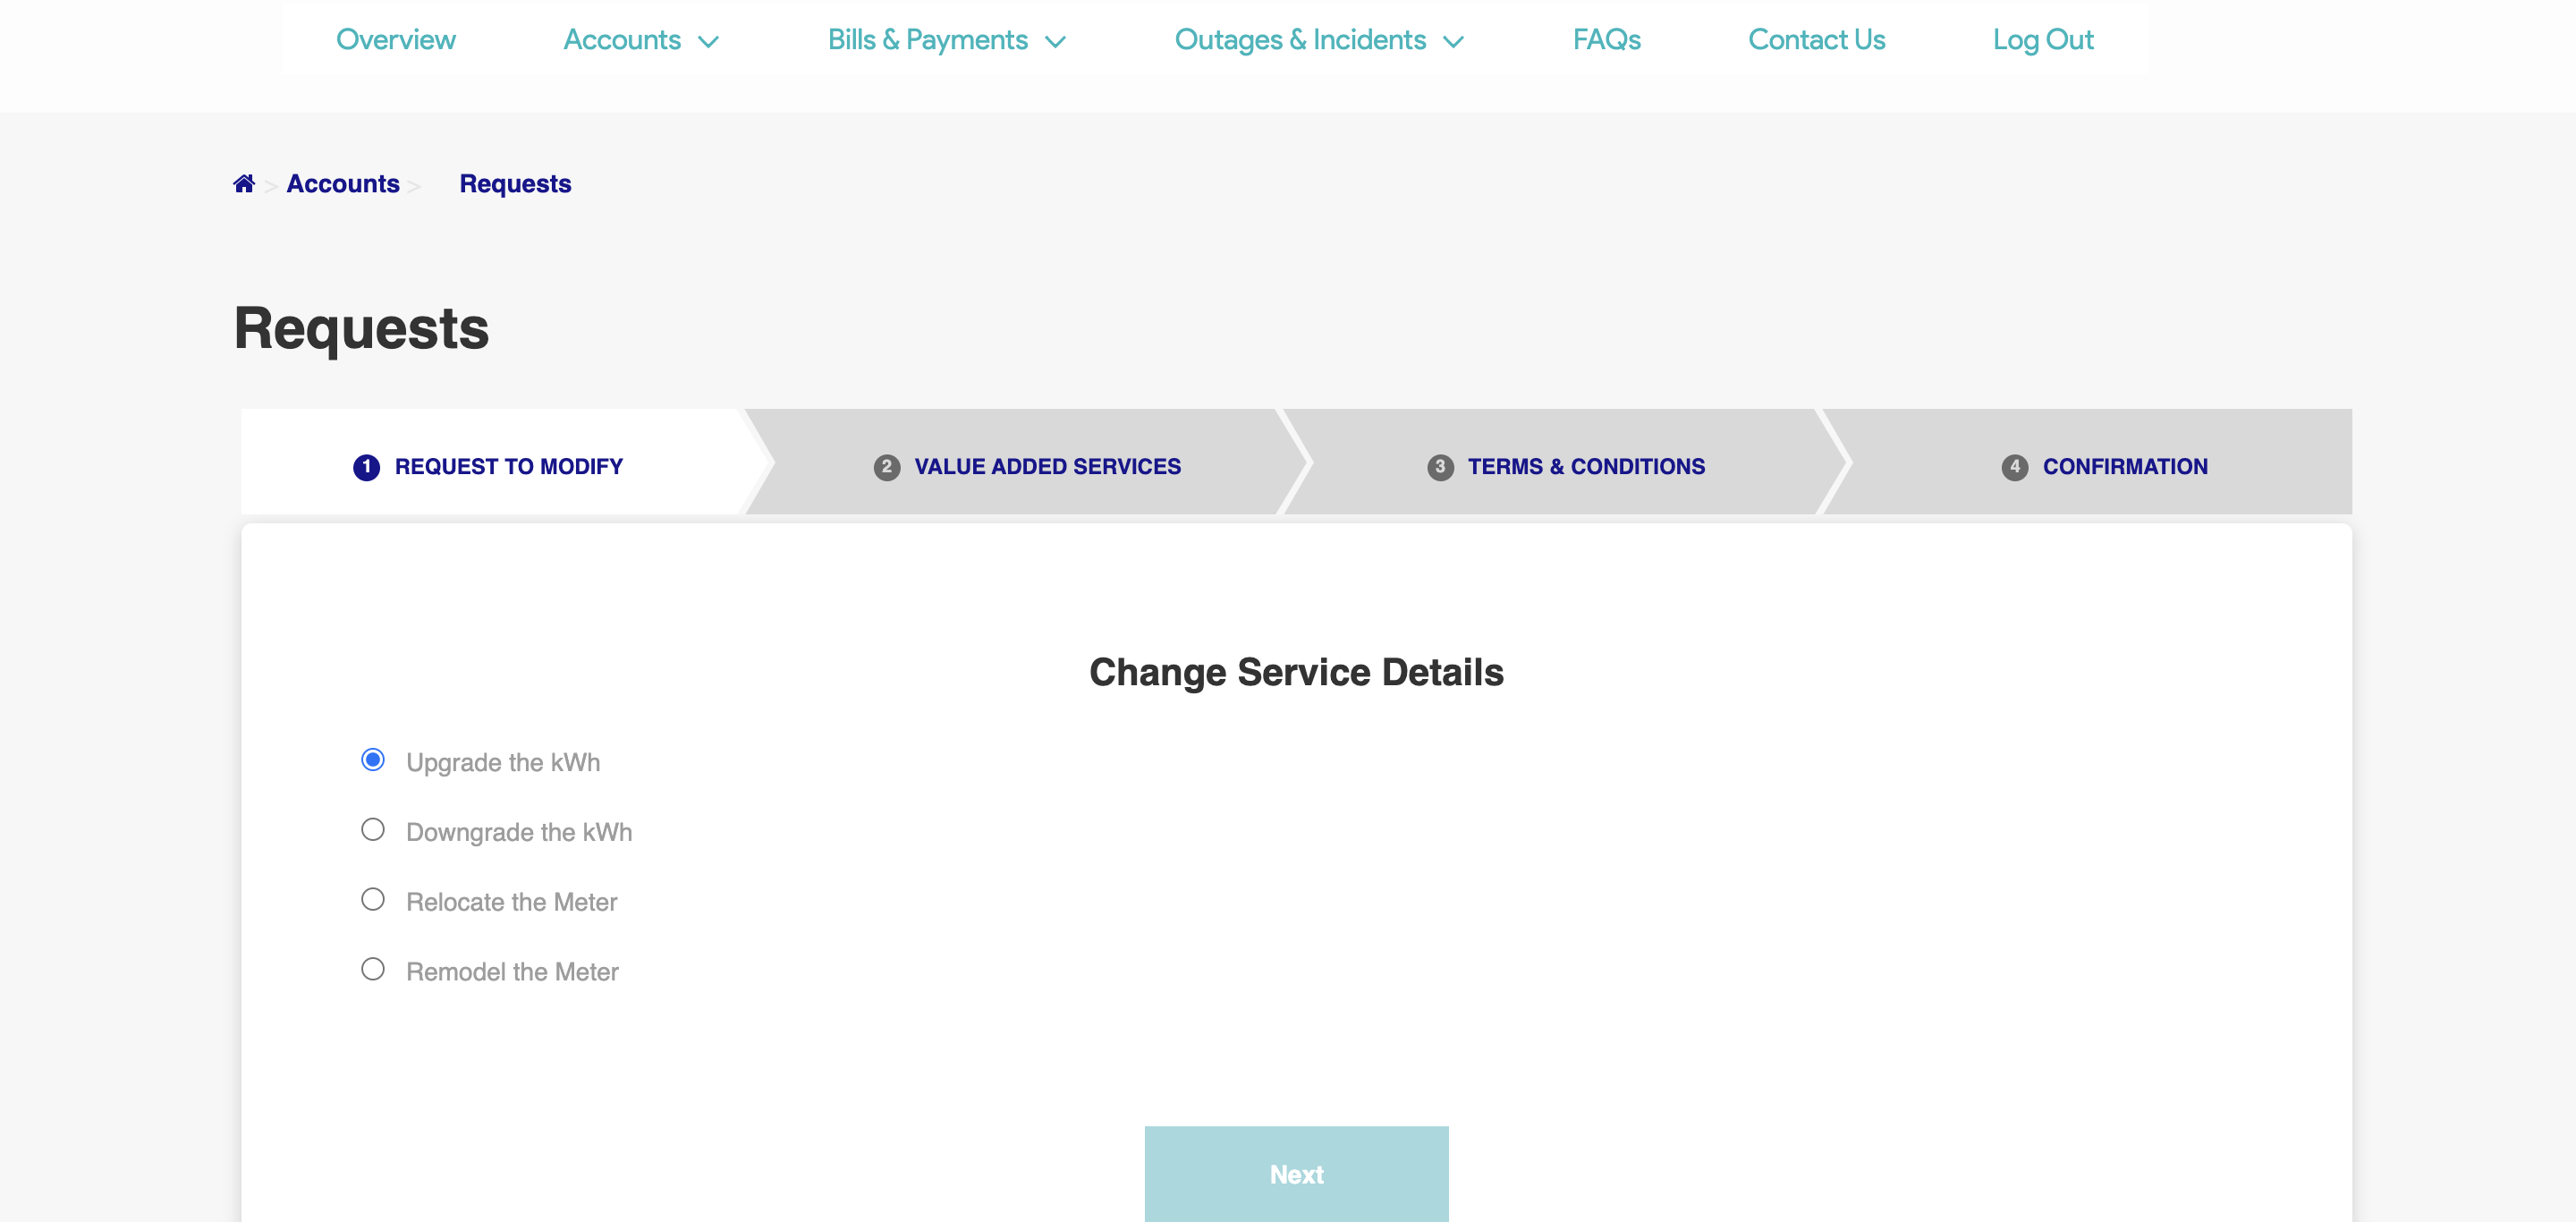 Overview Accounts Bills & Payments Outages & Incidents FAQs Contact Us Log Out
> Accounts > Requests
Requests
1 REQUEST TO MODIFY 2 VALUE ADDED SERVICES 3 TERMS & CONDITIONS 4 CONFIRMATION
Change Service Details
Upgrade the kWh
Downgrade the kWh
Relocate the Meter
Remodel the Meter
Next